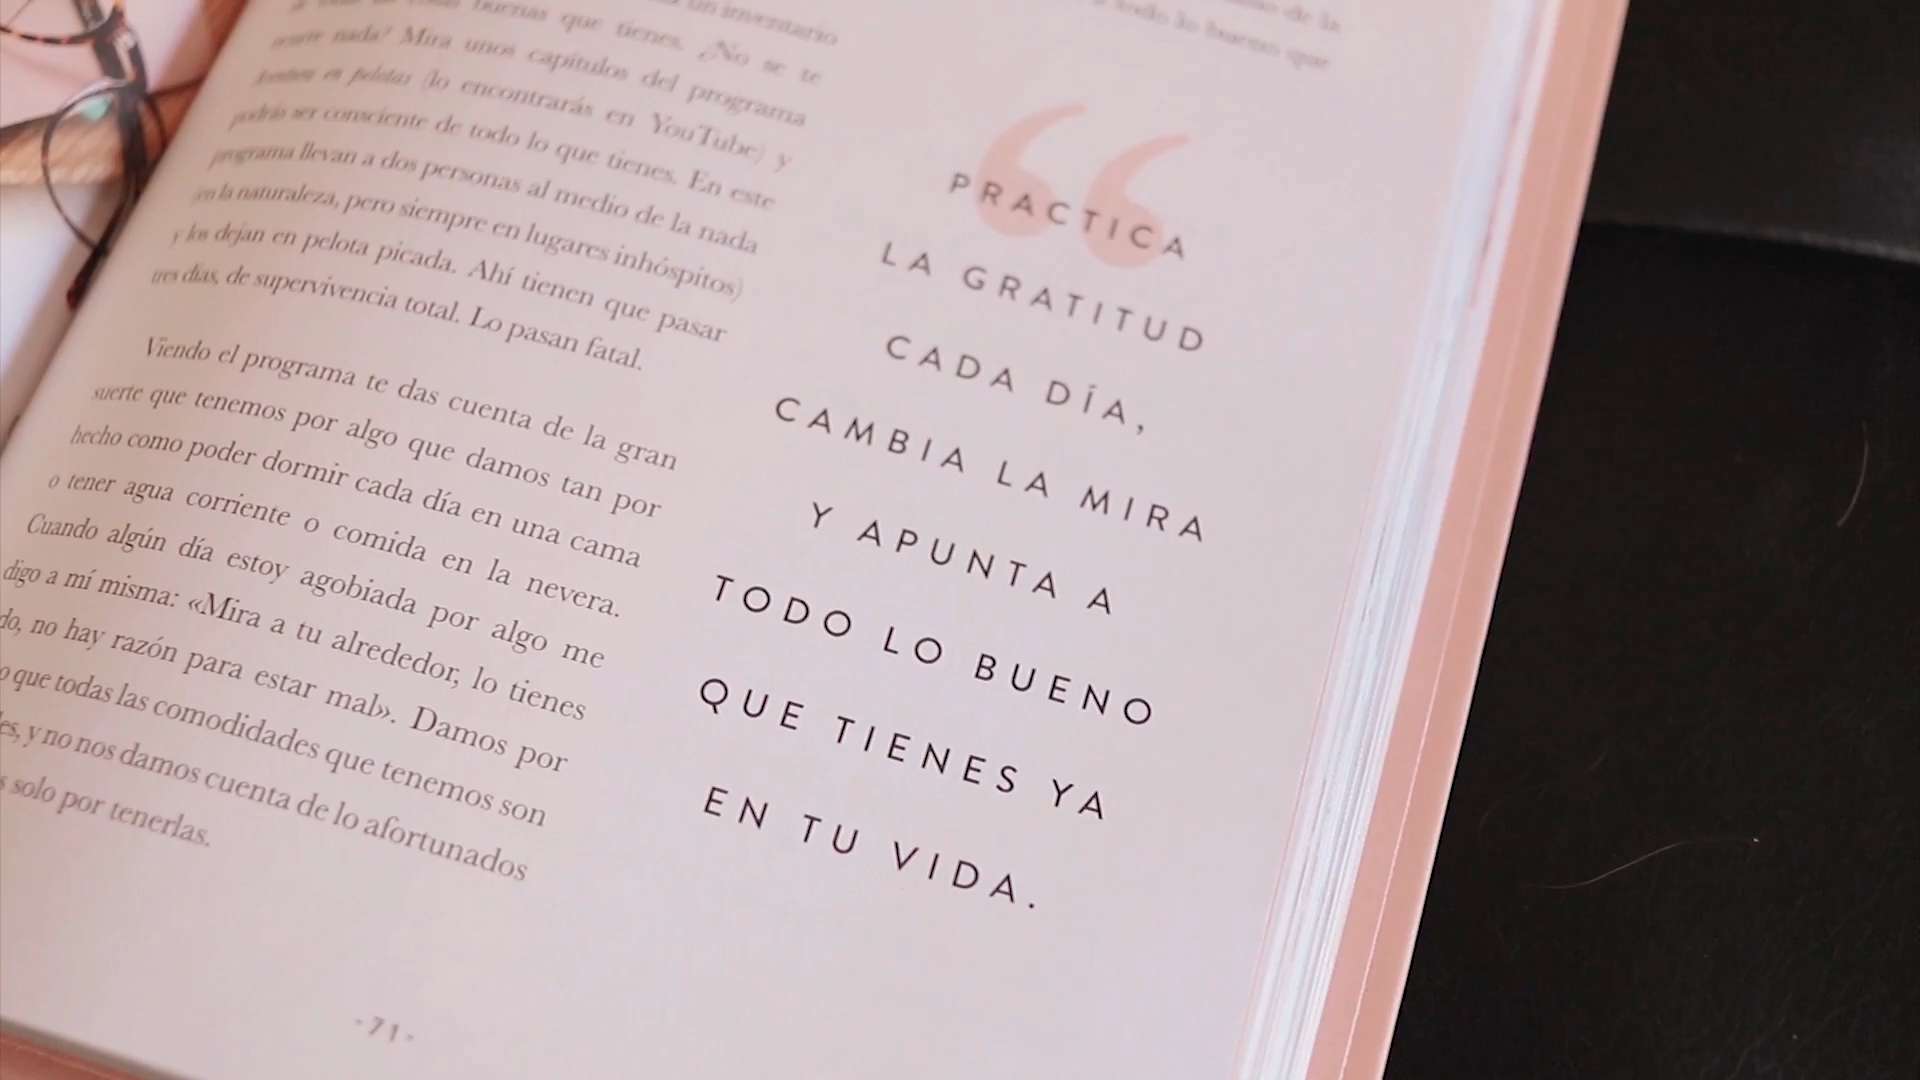 buenas que tienes. ¿No se te
ocurre nada? Mira unos capítulos del programa
en pelotas (lo encontrarás en YouTube) y
podrás ser consciente de todo lo que tienes. En este
programa llevan a dos personas al medio de la nada
(en la naturaleza, pero siempre en lugares inhóspitos)
y los dejan en pelota picada. Ahí tienen que pasar
tres días, de supervivencia total. Lo pasan fatal.
Viendo el programa te das cuenta de la gran
suerte que tenemos por algo que damos tan por
hecho como poder dormir cada día en una cama
o tener agua corriente o comida en la nevera.
Cuando algún día estoy agobiada por algo me
digo a mí misma: «Mira a tu alrededor, lo tienes
no hay razón para estar mal». Damos por
que todas las comodidades que tenemos son
y no nos damos cuenta de lo afortunados
solo por tenerlas.
- 71 -
un inventario
todo lo bueno que
PRACTICA
LA GRATITUD
CADA DÍA,
CAMBIA LA MIRA
Y APUNTA A
TODO LO BUENO
QUE TIENES YA
EN TU VIDA.